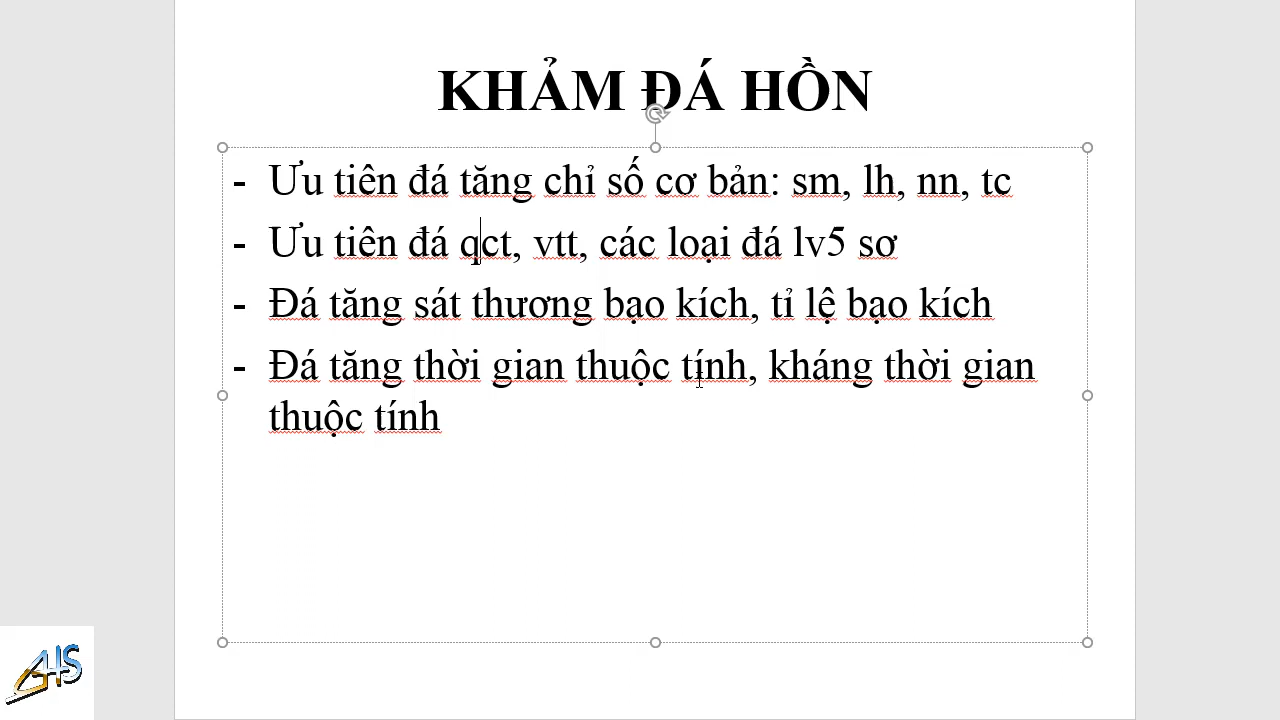 KHẢM ĐÁ HỒN
- Ưu tiên đá tăng chỉ số cơ bản: sm, lh, nn, tc
- Ưu tiên đá qct, vtt, các loại đá lv5 sơ
- Đá tăng sát thương bạo kích, tỉ lệ bạo kích
- Đá tăng thời gian thuộc tính, kháng thời gian
thuộc tính
AHS